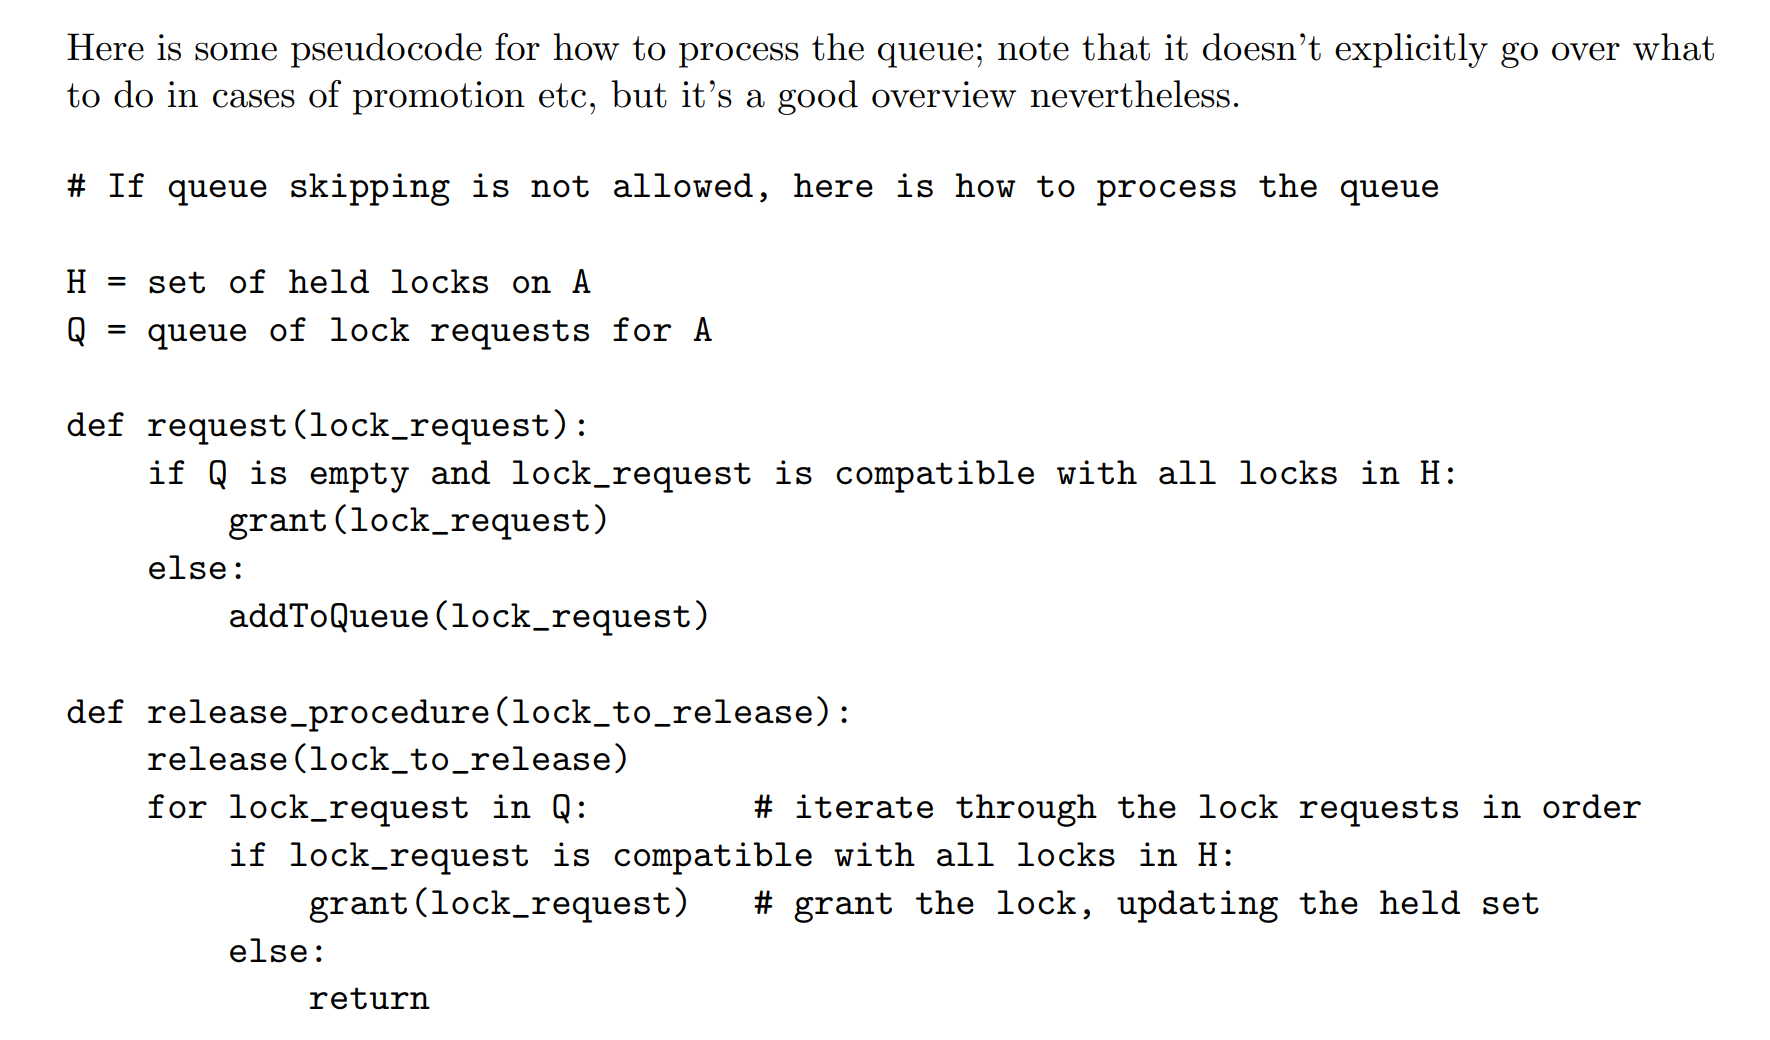 Here is some pseudocode for how to process the queue; note that it doesn’t explicitly go over what
to do in cases of promotion etc, but it’s a good overview nevertheless.
# If queue skipping is not allowed, here is how to process the queue
H = set of held locks on A
Q = queue of lock requests for A
def request(lock_request):
    if Q is empty and lock_request is compatible with all locks in H:
        grant(lock_request)
    else:
        addToQueue(lock_request)
def release_procedure(lock_to_release):
    release(lock_to_release)
    for lock_request in Q:        # iterate through the lock requests in order
        if lock_request is compatible with all locks in H:
            grant(lock_request)   # grant the lock, updating the held set
        else:
            return